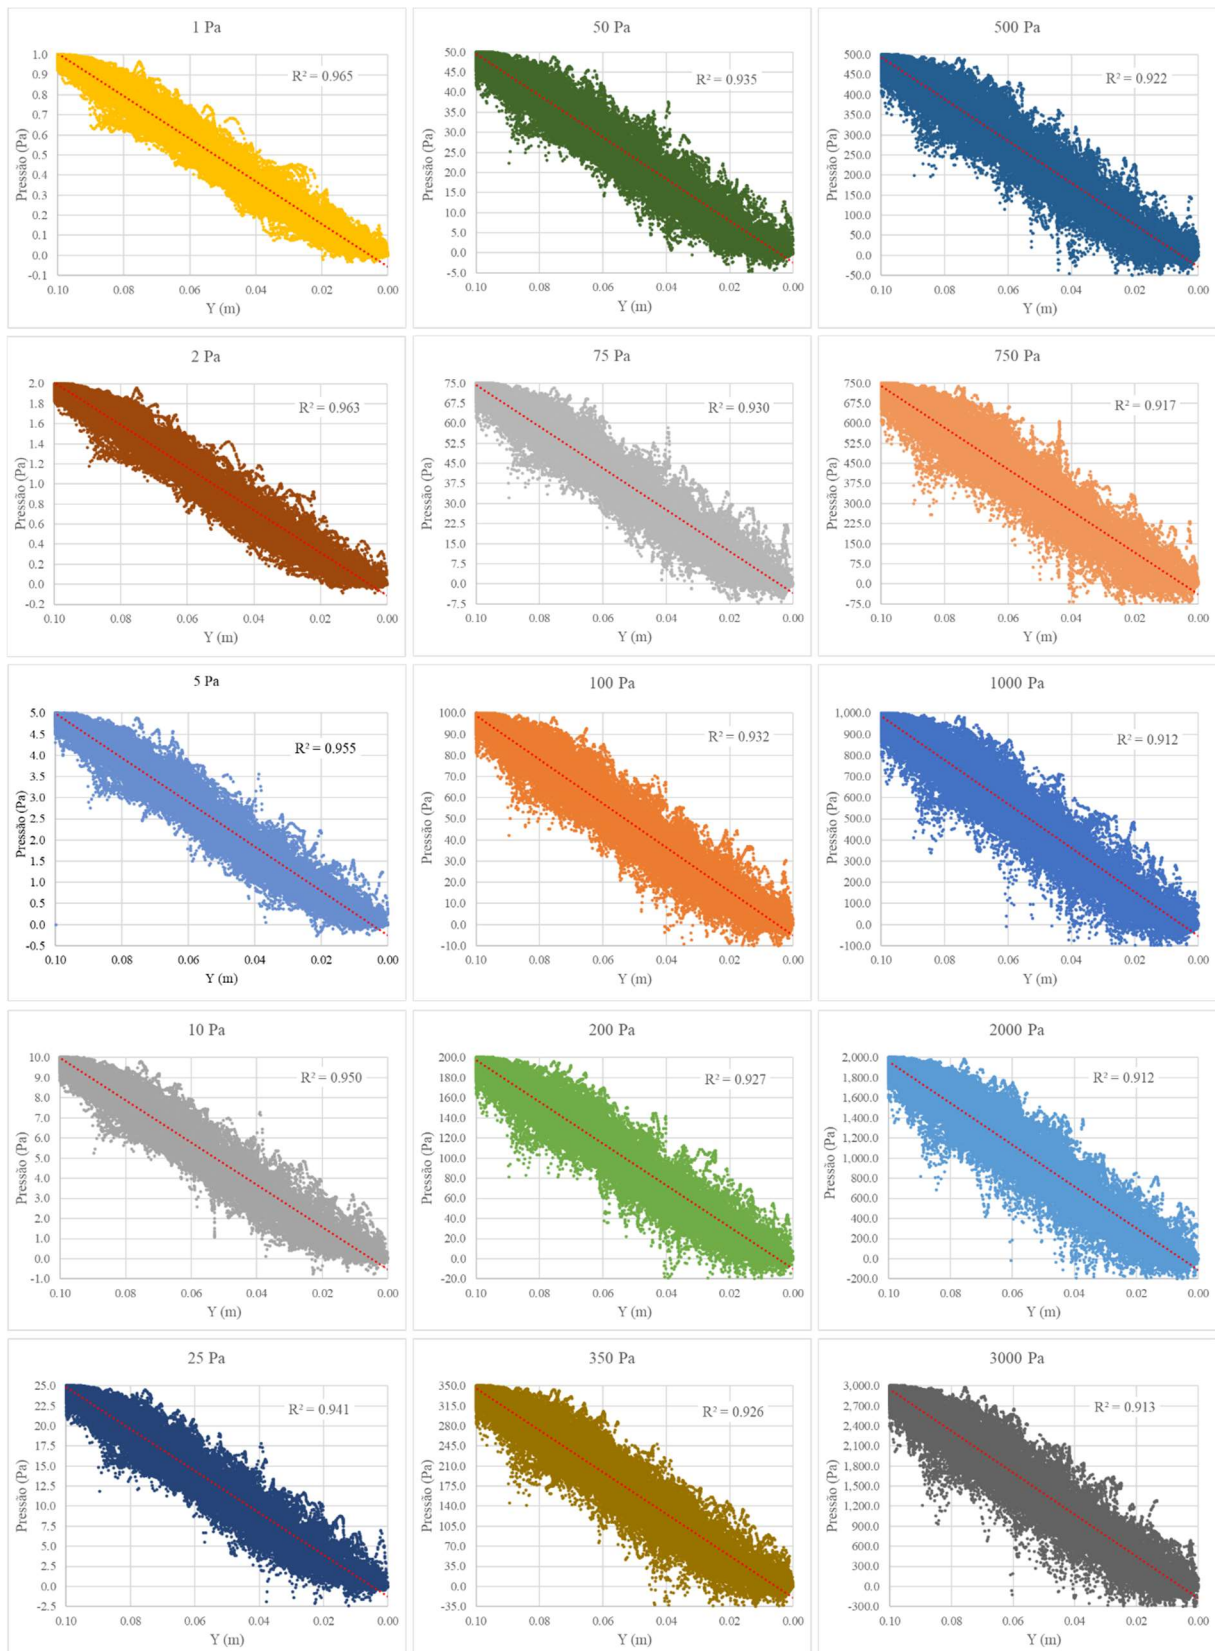 1 Pa
R² = 0.965
Pressão (Pa)
1.0
0.9
0.8
0.7
0.6
0.5
0.4
0.3
0.2
0.1
0.0
-0.1
0.10 0.08 0.06 0.04 0.02 0.00
Y (m)
50 Pa
R² = 0.935
Pressão (Pa)
50.0
45.0
40.0
35.0
30.0
25.0
20.0
15.0
10.0
5.0
0.0
-5.0
0.10 0.08 0.06 0.04 0.02 0.00
Y (m)
500 Pa
R² = 0.922
Pressão (Pa)
500.0
450.0
400.0
350.0
300.0
250.0
200.0
150.0
100.0
50.0
0.0
-50.0
0.10 0.08 0.06 0.04 0.02 0.00
Y (m)
2 Pa
R² = 0.963
Pressão (Pa)
2.0
1.8
1.6
1.4
1.2
1.0
0.8
0.6
0.4
0.2
0.0
-0.2
0.10 0.08 0.06 0.04 0.02 0.00
Y (m)
75 Pa
R² = 0.930
Pressão (Pa)
75.0
67.5
60.0
52.5
45.0
37.5
30.0
22.5
15.0
7.5
0.0
-7.5
0.10 0.08 0.06 0.04 0.02 0.00
Y (m)
750 Pa
R² = 0.917
Pressão (Pa)
750.0
675.0
600.0
525.0
450.0
375.0
300.0
225.0
150.0
75.0
0.0
-75.0
0.10 0.08 0.06 0.04 0.02 0.00
Y (m)
5 Pa
R² = 0.955
Pressão (Pa)
5.0
4.5
4.0
3.5
3.0
2.5
2.0
1.5
1.0
0.5
0.0
-0.5
0.10 0.08 0.06 0.04 0.02 0.00
Y (m)
100 Pa
R² = 0.932
Pressão (Pa)
100.0
90.0
80.0
70.0
60.0
50.0
40.0
30.0
20.0
10.0
0.0
-10.0
0.10 0.08 0.06 0.04 0.02 0.00
Y (m)
1000 Pa
R² = 0.912
Pressão (Pa)
1,000.0
900.0
800.0
700.0
600.0
500.0
400.0
300.0
200.0
100.0
0.0
-100.0
0.10 0.08 0.06 0.04 0.02 0.00
Y (m)
10 Pa
R² = 0.950
Pressão (Pa)
10.0
9.0
8.0
7.0
6.0
5.0
4.0
3.0
2.0
1.0
0.0
-1.0
0.10 0.08 0.06 0.04 0.02 0.00
Y (m)
200 Pa
R² = 0.927
Pressão (Pa)
200.0
180.0
160.0
140.0
120.0
100.0
80.0
60.0
40.0
20.0
0.0
-20.0
0.10 0.08 0.06 0.04 0.02 0.00
Y (m)
2000 Pa
R² = 0.912
Pressão (Pa)
2,000.0
1,800.0
1,600.0
1,400.0
1,200.0
1,000.0
800.0
600.0
400.0
200.0
0.0
-200.0
0.10 0.08 0.06 0.04 0.02 0.00
Y (m)
25 Pa
R² = 0.941
Pressão (Pa)
25.0
22.5
20.0
17.5
15.0
12.5
10.0
7.5
5.0
2.5
0.0
-2.5
0.10 0.08 0.06 0.04 0.02 0.00
Y (m)
350 Pa
R² = 0.926
Pressão (Pa)
350.0
315.0
280.0
245.0
210.0
175.0
140.0
105.0
70.0
35.0
0.0
-35.0
0.10 0.08 0.06 0.04 0.02 0.00
Y (m)
3000 Pa
R² = 0.913
Pressão (Pa)
3,000.0
2,700.0
2,400.0
2,100.0
1,800.0
1,500.0
1,200.0
900.0
600.0
300.0
0.0
-300.0
0.10 0.08 0.06 0.04 0.02 0.00
Y (m)